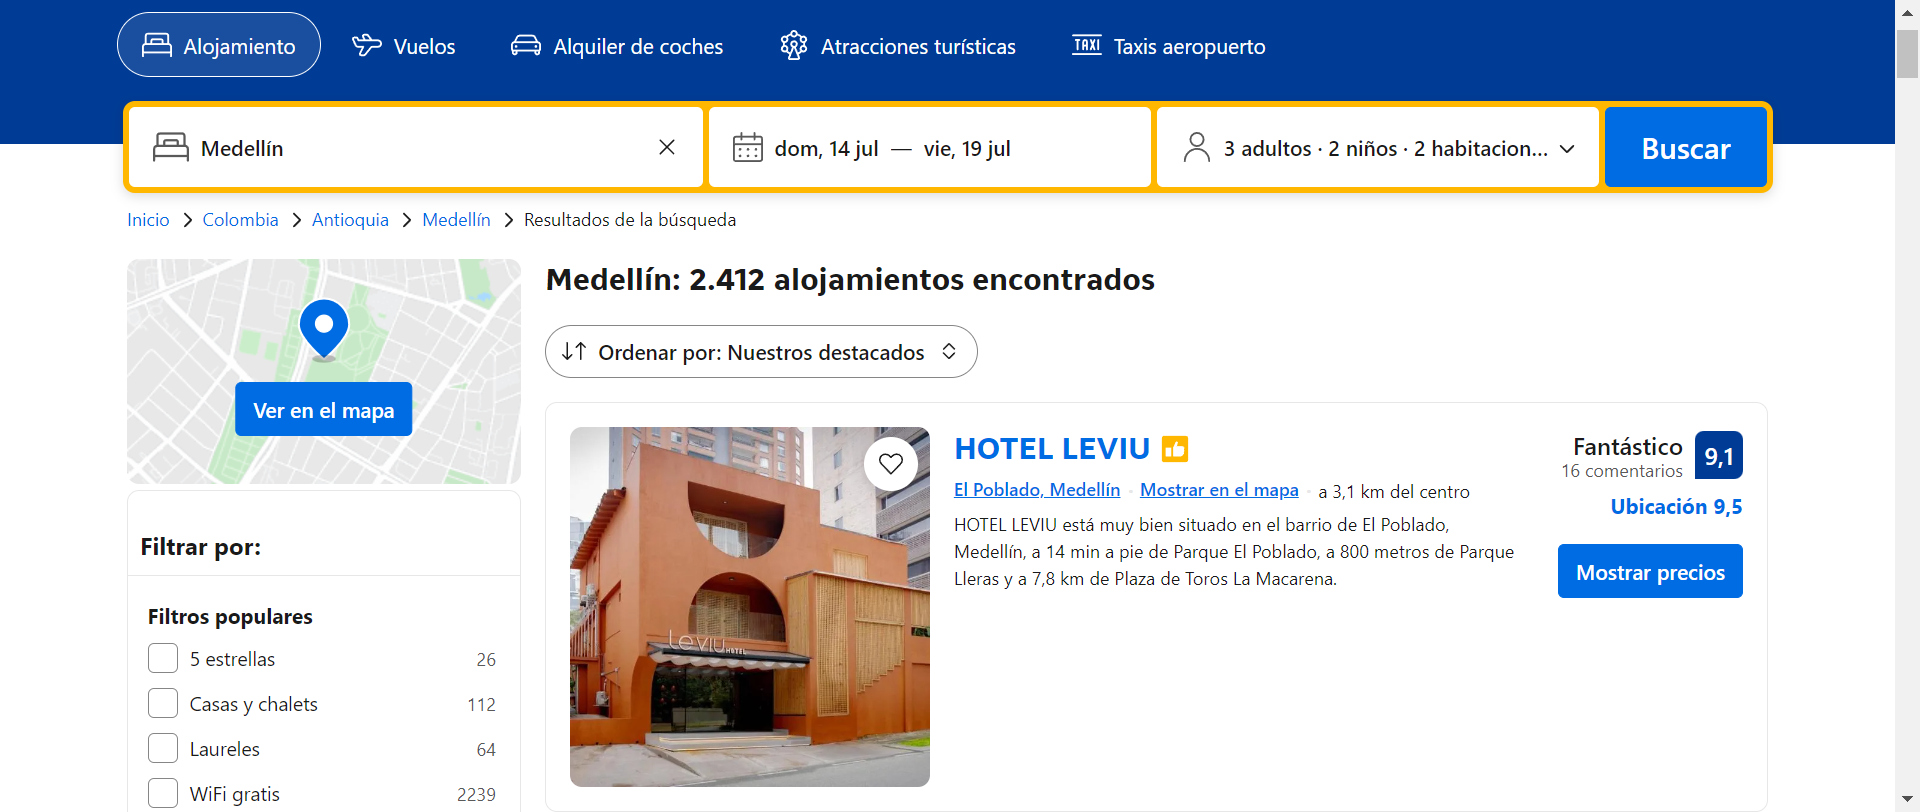 Alojamiento
Vuelos
Alquiler de coches
Atracciones turísticas
TAXI Taxis aeropuerto
Medellín
dom, 14 jul — vie, 19 jul
3 adultos · 2 niños · 2 habitacion...
Buscar
Inicio > Colombia > Antioquia > Medellín > Resultados de la búsqueda
Ver en el mapa
Medellín: 2.412 alojamientos encontrados
Ordenar por: Nuestros destacados
Filtrar por:
Filtros populares
5 estrellas 26
Casas y chalets 112
Laureles 64
WiFi gratis 2239
Leviu HOTEL
HOTEL LEVIU
El Poblado, Medellín · Mostrar en el mapa · a 3,1 km del centro
HOTEL LEVIU está muy bien situado en el barrio de El Poblado,
Medellín, a 14 min a pie de Parque El Poblado, a 800 metros de Parque
Lleras y a 7,8 km de Plaza de Toros La Macarena.
Fantástico
16 comentarios
9,1
Ubicación 9,5
Mostrar precios